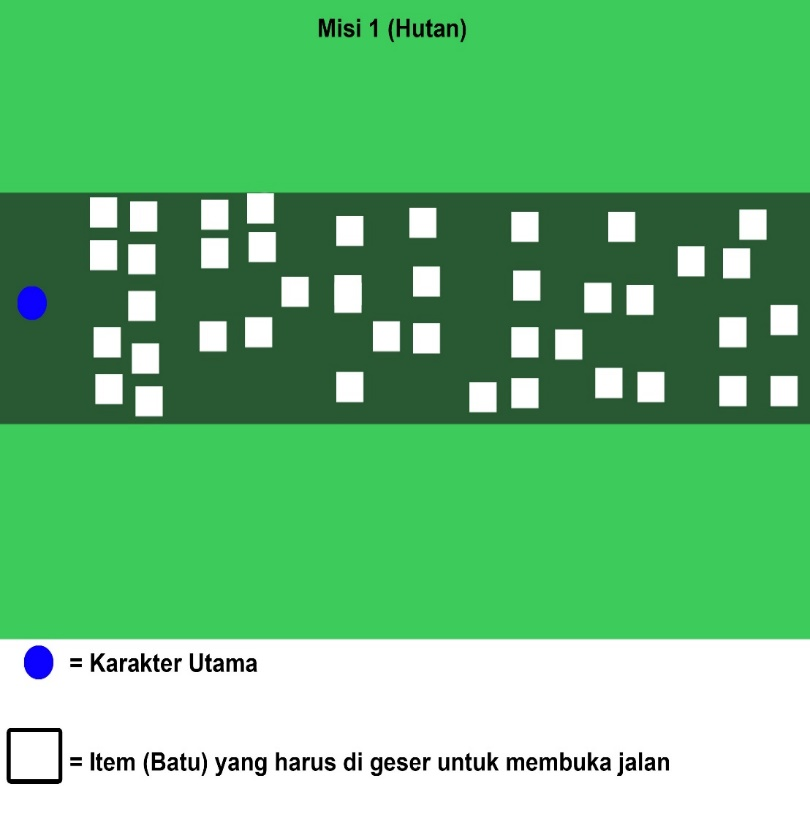 Misi 1 (Hutan)
= Karakter Utama
= Item (Batu) yang harus di geser untuk membuka jalan